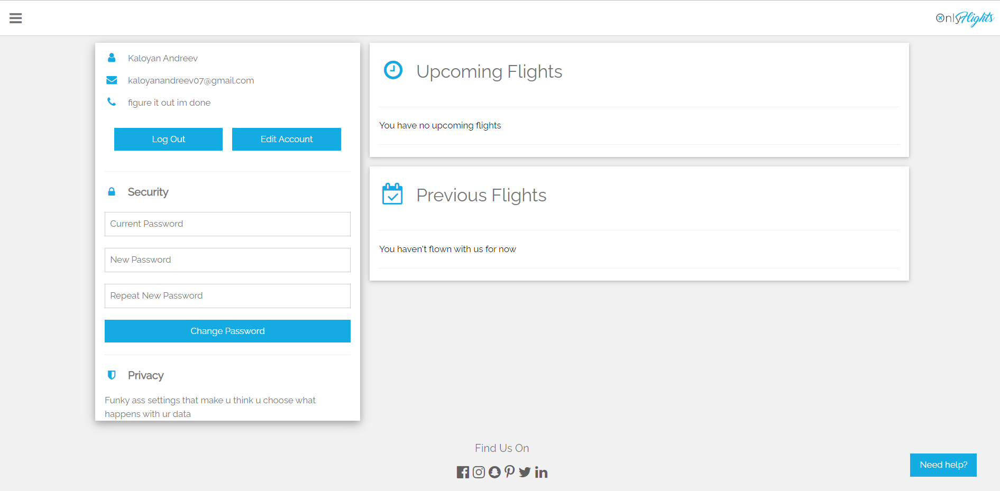 OnlyFlights
Kaloyan Andreev
kaloyanandreev07@gmail.com
figure it out im done
Log Out
Edit Account
Security
Current Password
New Password
Repeat New Password
Change Password
Privacy
Funky ass settings that make u think u choose what
happens with ur data
Upcoming Flights
You have no upcoming flights
Previous Flights
You haven't flown with us for now
Find Us On
Need help?